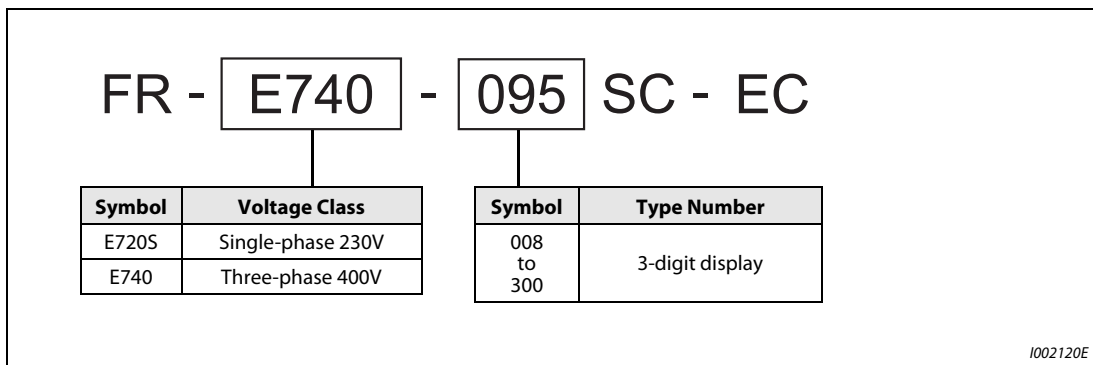 FR - E740 - 095 SC - EC
Symbol Voltage Class
E720S Single-phase 230V
E740 Three-phase 400V
Symbol Type Number
008
to
300
3-digit display
I002120E